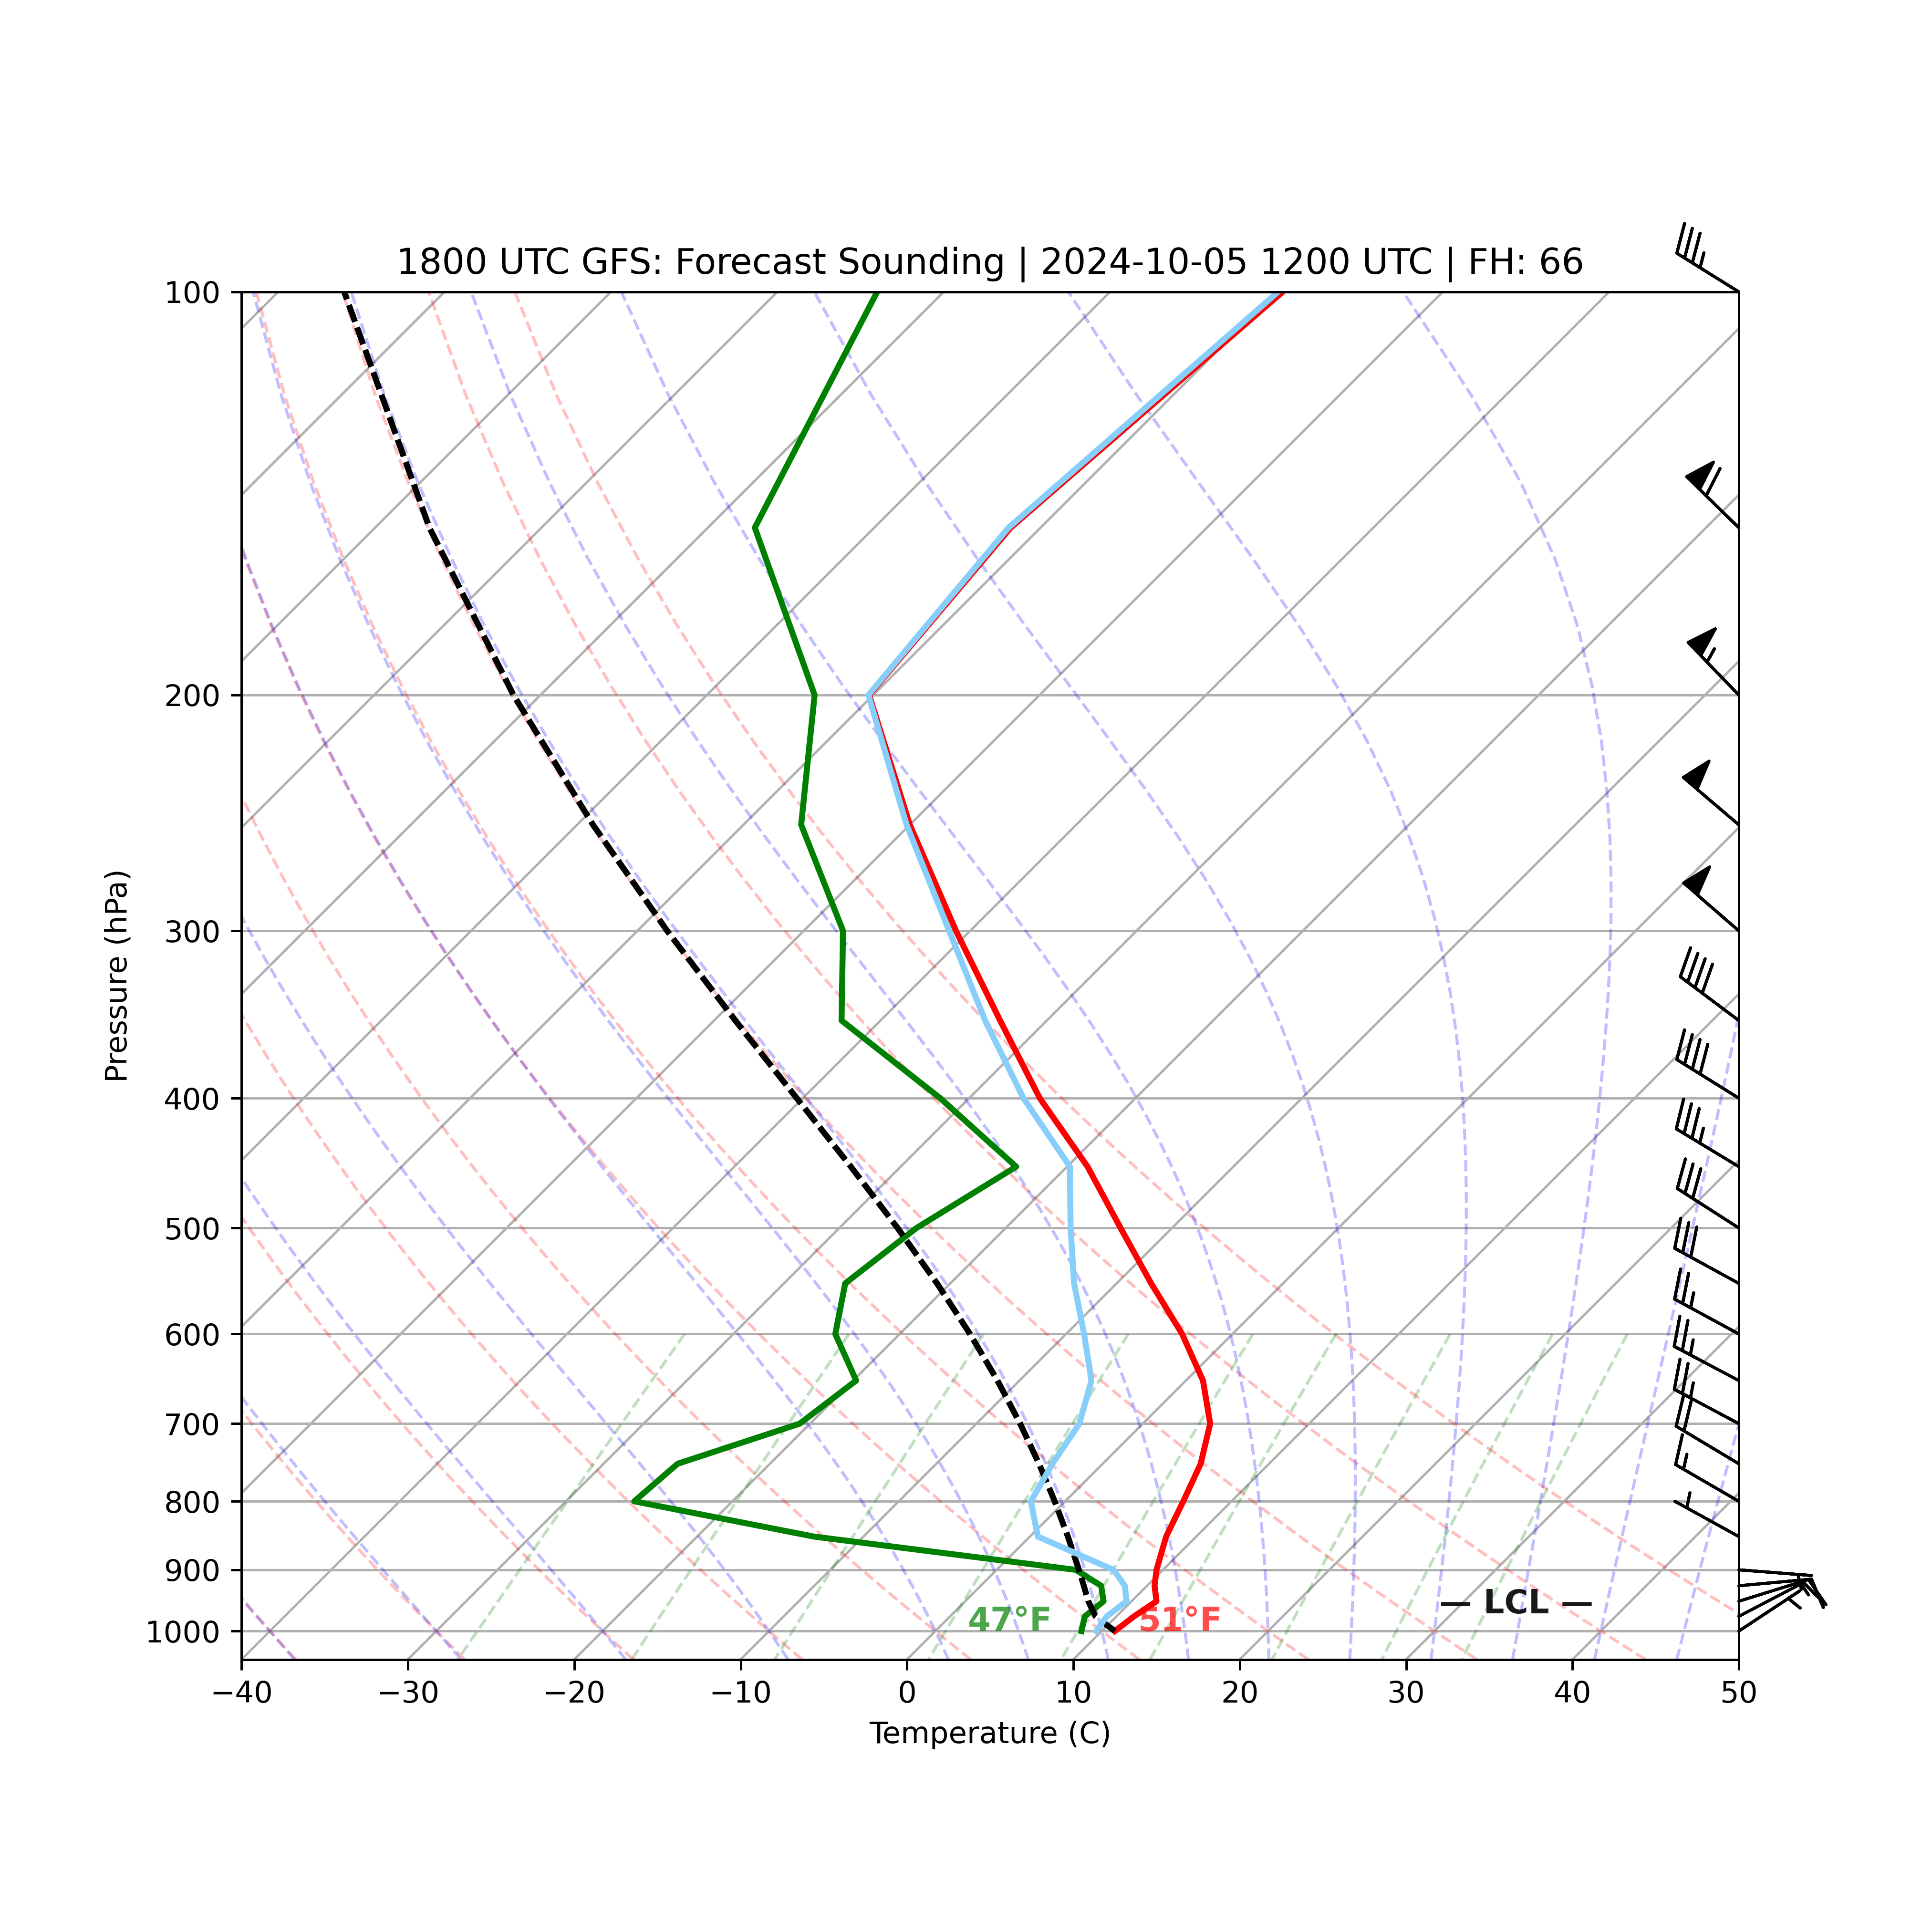 1800 UTC GFS: Forecast Sounding | 2024-10-05 1200 UTC | FH: 66
100
200
300
400
500
600
700
800
900
1000
Pressure (hPa)
47°F
51°F
— LCL —
−40 −30 −20 −10 0 10 20 30 40 50
Temperature (C)